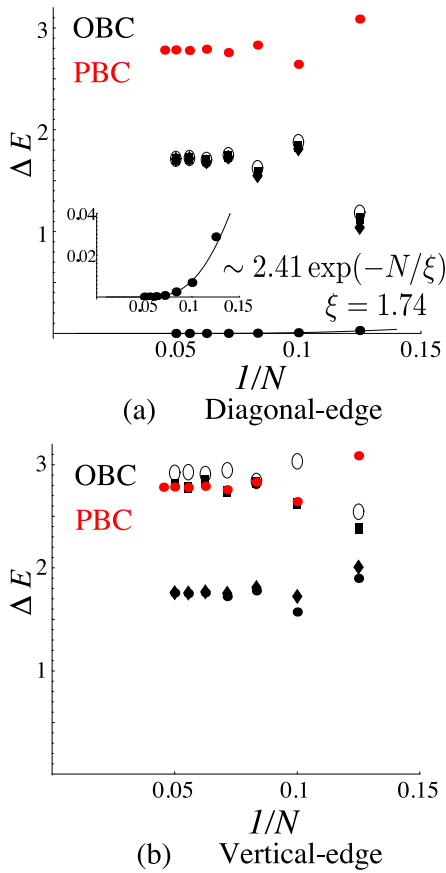 3
OBC
PBC
2
Δ E
0.04
0.02
1
0.05 0.1 0.15
~ 2.41 exp(−N/ξ)
ξ = 1.74
0.05 0.1 0.15
1/N
(a) Diagonal-edge
3
OBC
PBC
2
Δ E
1
0.05 0.1 0.15
1/N
(b) Vertical-edge